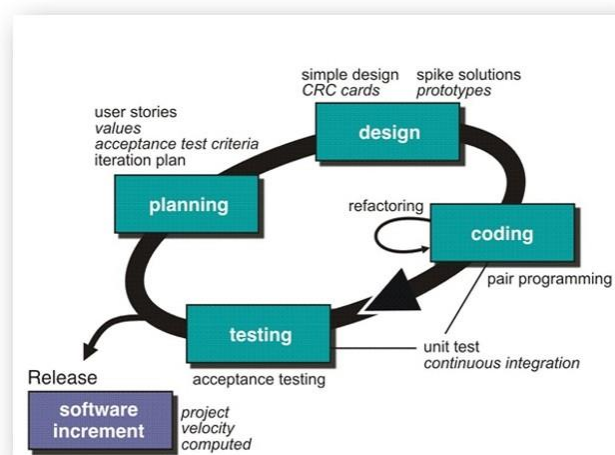 simple design
CRC cards
spike solutions
prototypes
design
user stories
values
acceptance test criteria
iteration plan
planning
refactoring
coding
pair programming
testing
unit test
continuous integration
acceptance testing
Release
software
increment
project
velocity
computed